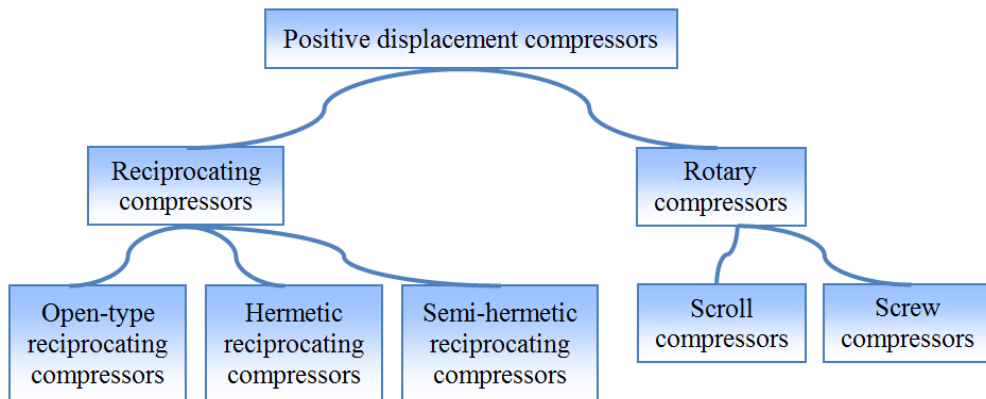 Positive displacement compressors
Reciprocating
compressors
Rotary
compressors
Open-type
reciprocating
compressors
Hermetic
reciprocating
compressors
Semi-hermetic
reciprocating
compressors
Scroll
compressors
Screw
compressors